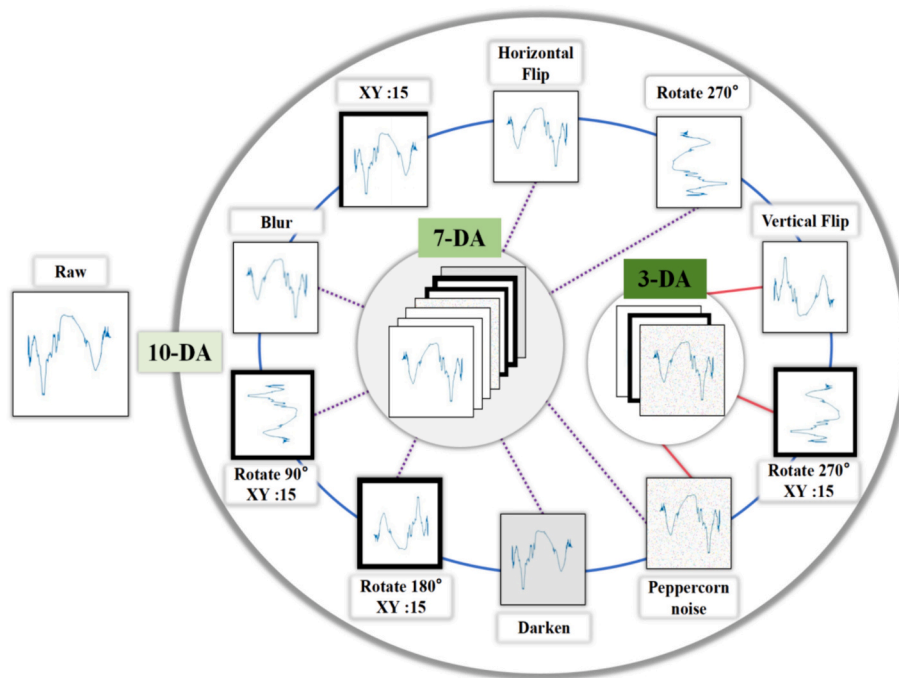 Horizontal
Flip
XY :15
Rotate 270°
Blur
7-DA
Vertical Flip
Raw
3-DA
10-DA
Rotate 90°
XY :15
Rotate 270°
XY :15
Rotate 180°
XY :15
Darken
Peppercorn
noise